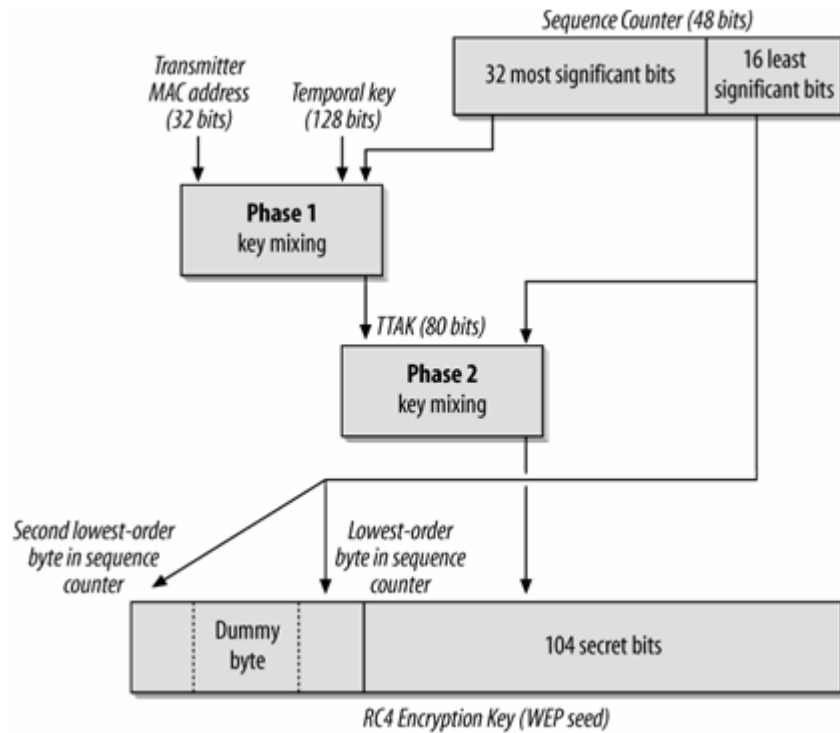 Sequence Counter (48 bits)
32 most significant bits
16 least
significant bits
Transmitter
MAC address
(32 bits)
Temporal key
(128 bits)
Phase 1
key mixing
TTAK (80 bits)
Phase 2
key mixing
Second lowest-order
byte in sequence
counter
Lowest-order
byte in sequence
counter
Dummy
byte
104 secret bits
RC4 Encryption Key (WEP seed)